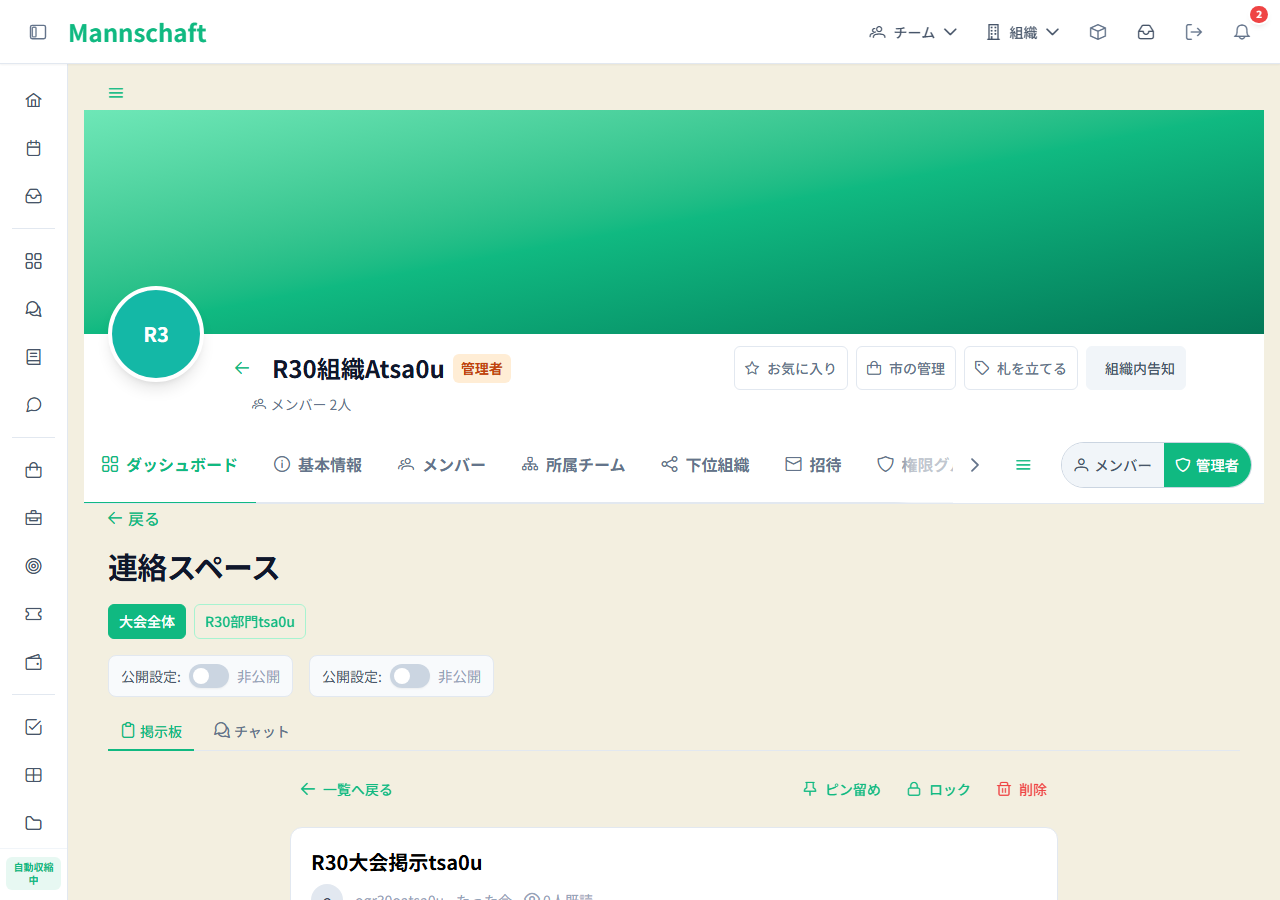 Mannschaft
チーム
組織
2
R3
R30組織Atsa0u
管理者
お気に入り
市の管理
札を立てる
組織内告知
メンバー 2人
ダッシュボード
基本情報
メンバー
所属チーム
下位組織
招待
権限グ
メンバー
管理者
戻る
連絡スペース
大会全体
R30部門tsa0u
公開設定:
非公開
公開設定:
非公開
掲示板
チャット
一覧へ戻る
ピン留め
ロック
削除
R30大会掲示tsa0u
自動収縮
中